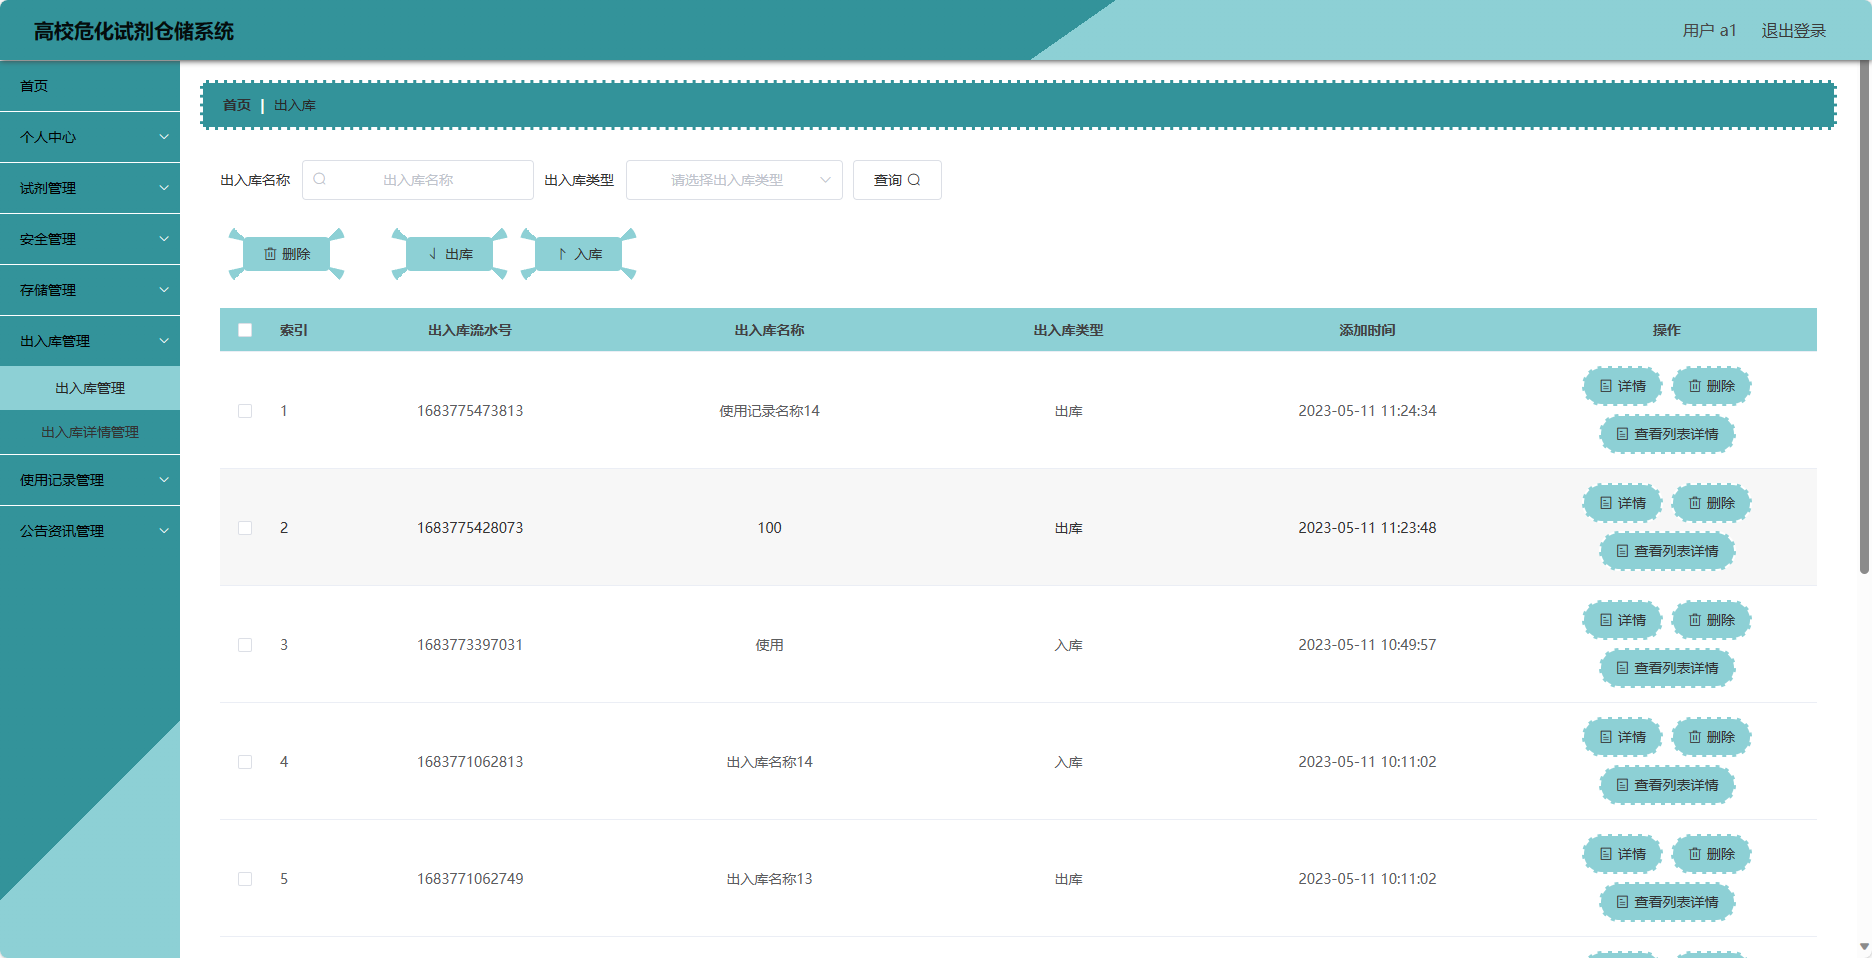 高校危化试剂仓储系统
用户 a1 退出登录
首页
个人中心
试剂管理
安全管理
存储管理
出入库管理
出入库管理
出入库详情管理
使用记录管理
公告资讯管理
首页 | 出入库
出入库名称 出入库名称 出入库类型 请选择出入库类型 查询
删除 出库 入库
索引 出入库流水号 出入库名称 出入库类型 添加时间 操作
1 1683775473813 使用记录名称14 出库 2023-05-11 11:24:34 详情 删除
查看列表详情
2 1683775428073 100 出库 2023-05-11 11:23:48 详情 删除
查看列表详情
3 1683773397031 使用 入库 2023-05-11 10:49:57 详情 删除
查看列表详情
4 1683771062813 出入库名称14 入库 2023-05-11 10:11:02 详情 删除
查看列表详情
5 1683771062749 出入库名称13 出库 2023-05-11 10:11:02 详情 删除
查看列表详情